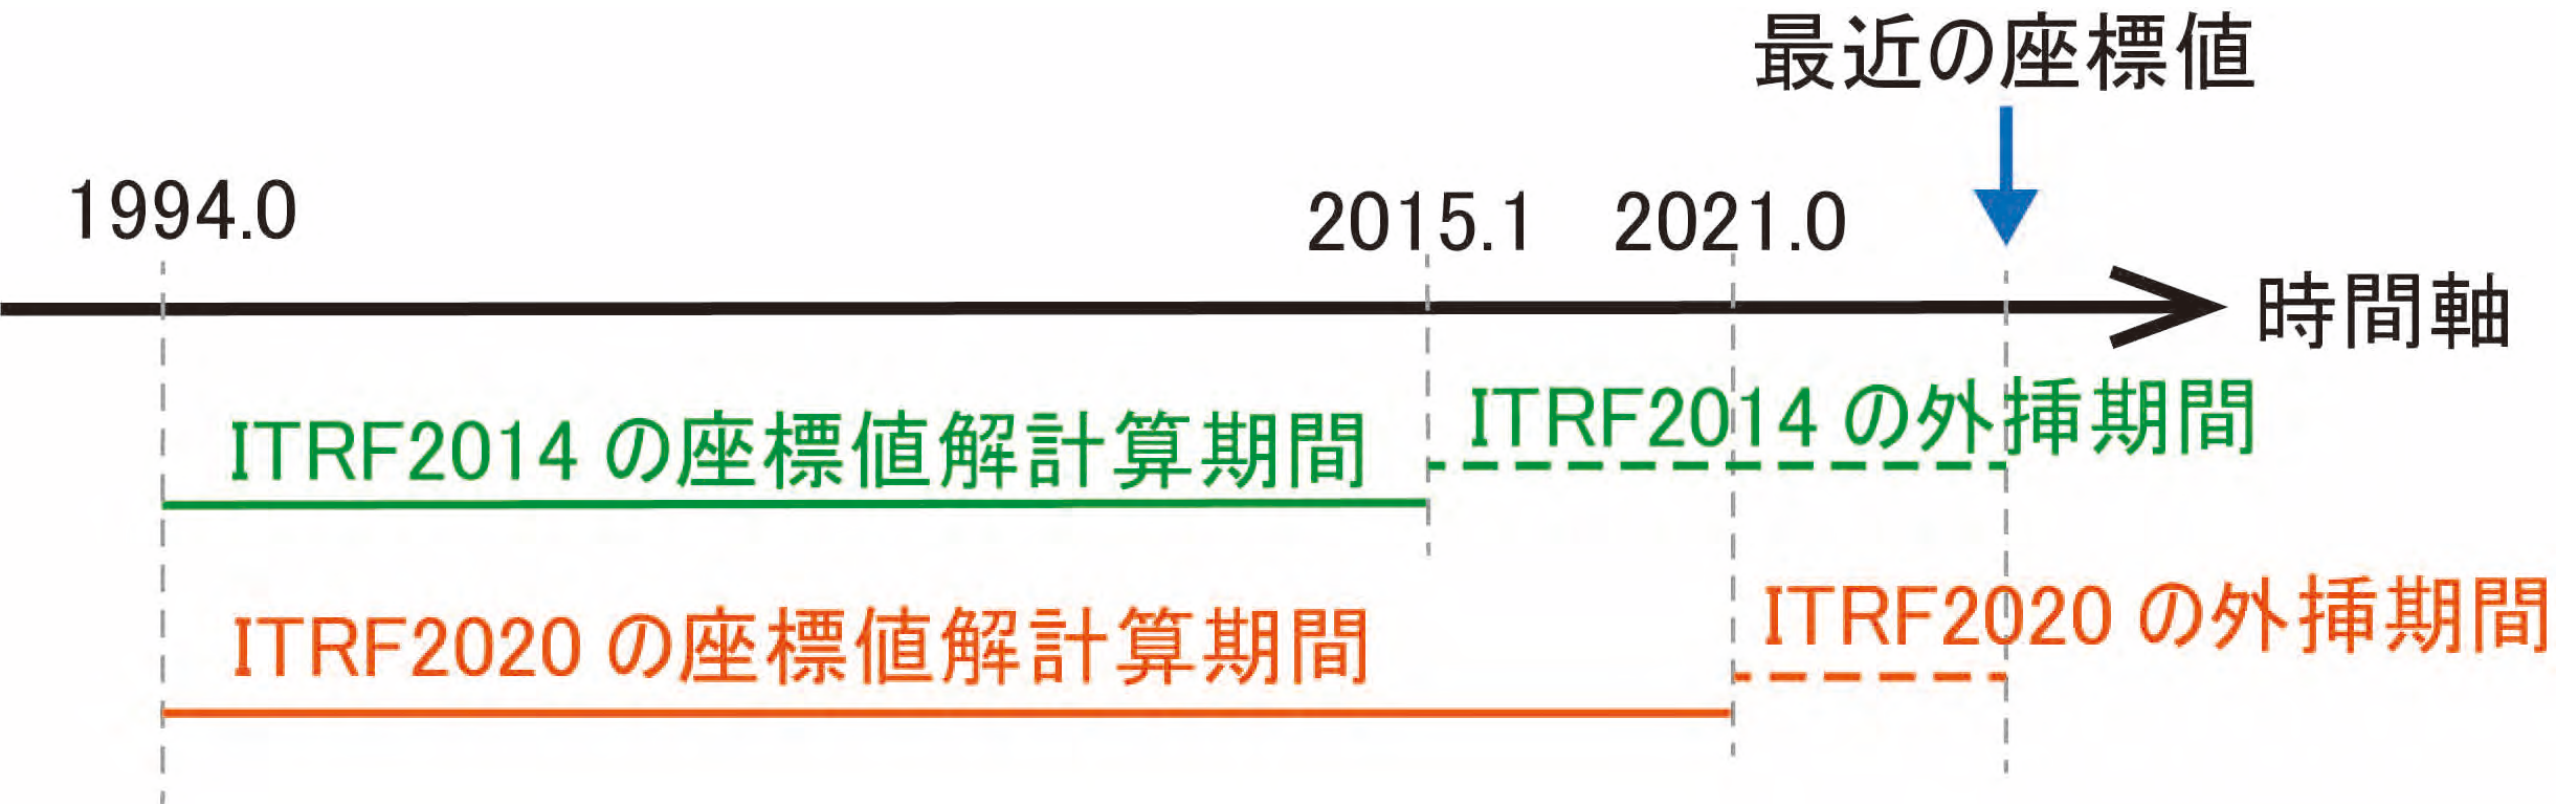 最近の座標値
1994.0
2015.1
2021.0
時間軸
ITRF2014 の座標値解計算期間
ITRF2014 の外挿期間
ITRF2020 の座標値解計算期間
ITRF2020 の外挿期間